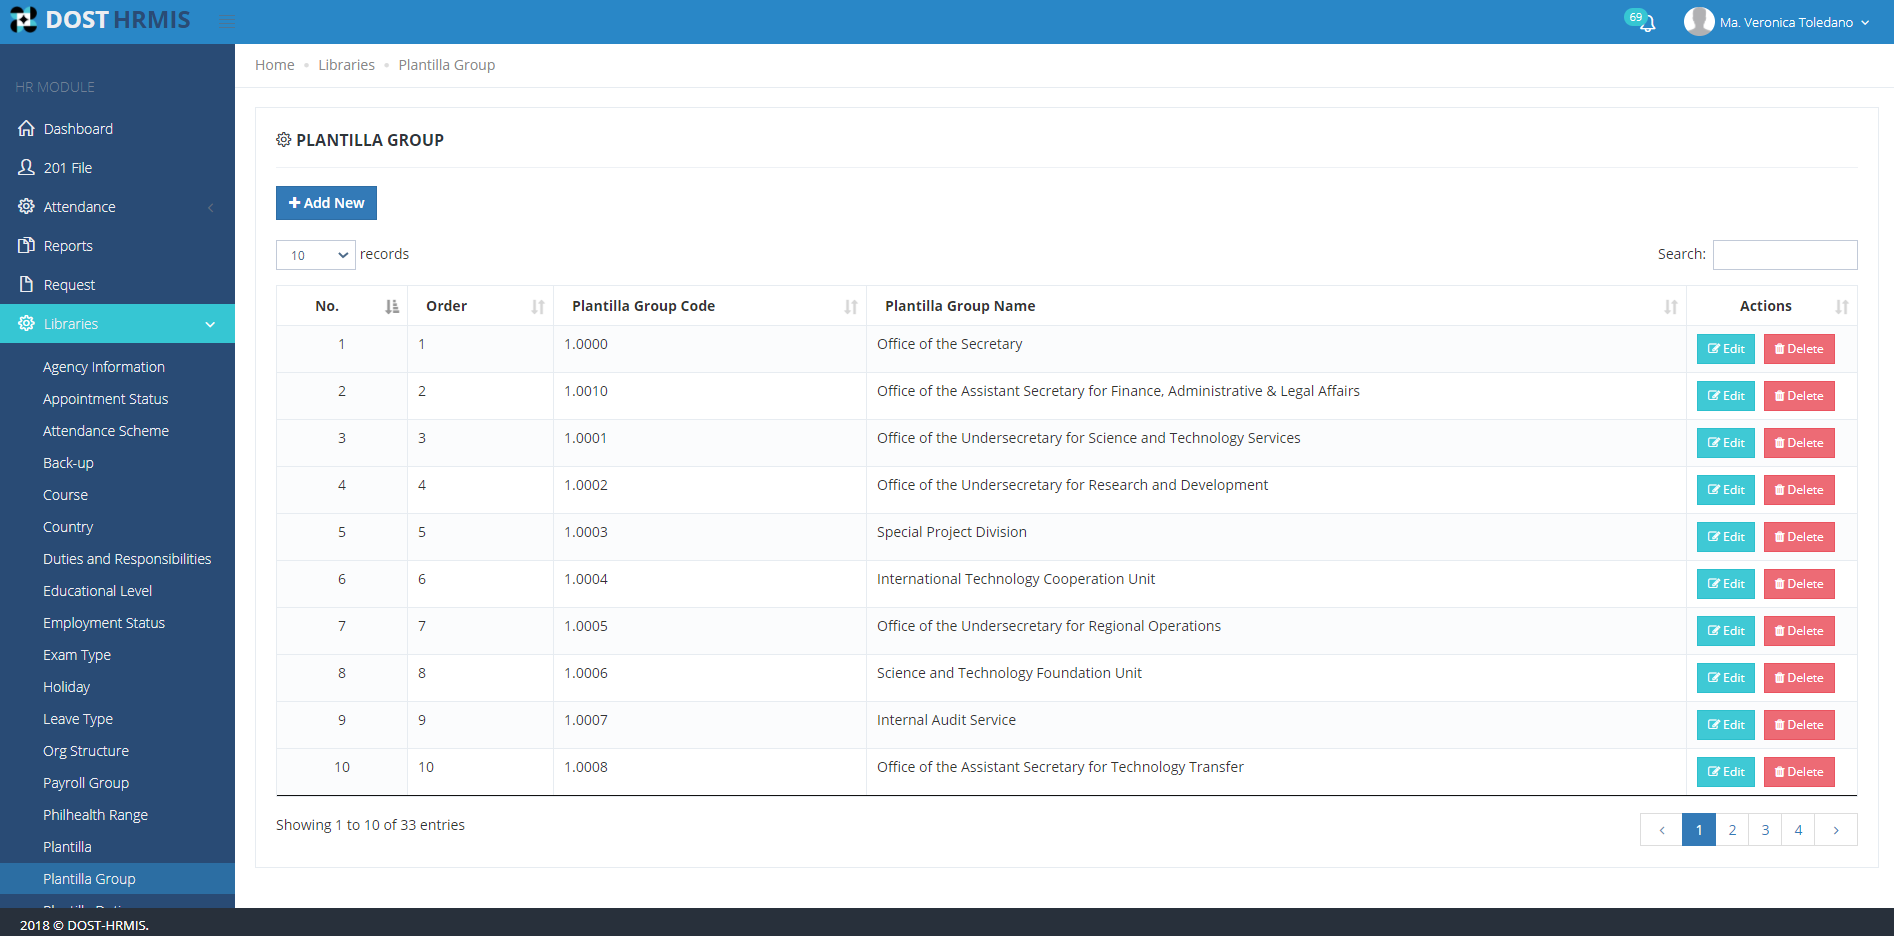 DOST HRMIS
69
Ma. Veronica Toledano
HR MODULE
Dashboard
201 File
Attendance
Reports
Request
Libraries
Agency Information
Appointment Status
Attendance Scheme
Back-up
Course
Country
Duties and Responsibilities
Educational Level
Employment Status
Exam Type
Holiday
Leave Type
Org Structure
Payroll Group
Philhealth Range
Plantilla
Plantilla Group
Home • Libraries • Plantilla Group
PLANTILLA GROUP
Add New
10 records
Search:
No. Order Plantilla Group Code Plantilla Group Name Actions
1 1 1.0000 Office of the Secretary Edit Delete
2 2 1.0010 Office of the Assistant Secretary for Finance, Administrative & Legal Affairs Edit Delete
3 3 1.0001 Office of the Undersecretary for Science and Technology Services Edit Delete
4 4 1.0002 Office of the Undersecretary for Research and Development Edit Delete
5 5 1.0003 Special Project Division Edit Delete
6 6 1.0004 International Technology Cooperation Unit Edit Delete
7 7 1.0005 Office of the Undersecretary for Regional Operations Edit Delete
8 8 1.0006 Science and Technology Foundation Unit Edit Delete
9 9 1.0007 Internal Audit Service Edit Delete
10 10 1.0008 Office of the Assistant Secretary for Technology Transfer Edit Delete
Showing 1 to 10 of 33 entries
‹ 1 2 3 4 ›
2018 © DOST-HRMIS.